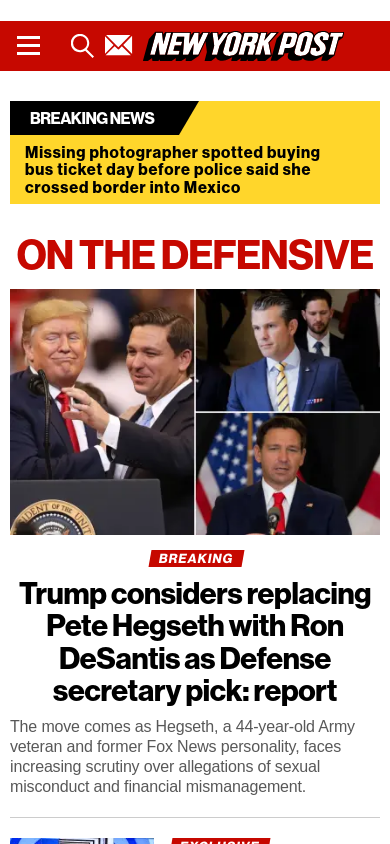 NEW YORK POST
BREAKING NEWS
Missing photographer spotted buying
bus ticket day before police said she
crossed border into Mexico
ON THE DEFENSIVE
BREAKING
Trump considers replacing
Pete Hegseth with Ron
DeSantis as Defense
secretary pick: report
The move comes as Hegseth, a 44-year-old Army
veteran and former Fox News personality, faces
increasing scrutiny over allegations of sexual
misconduct and financial mismanagement.
EXCLUSIVE